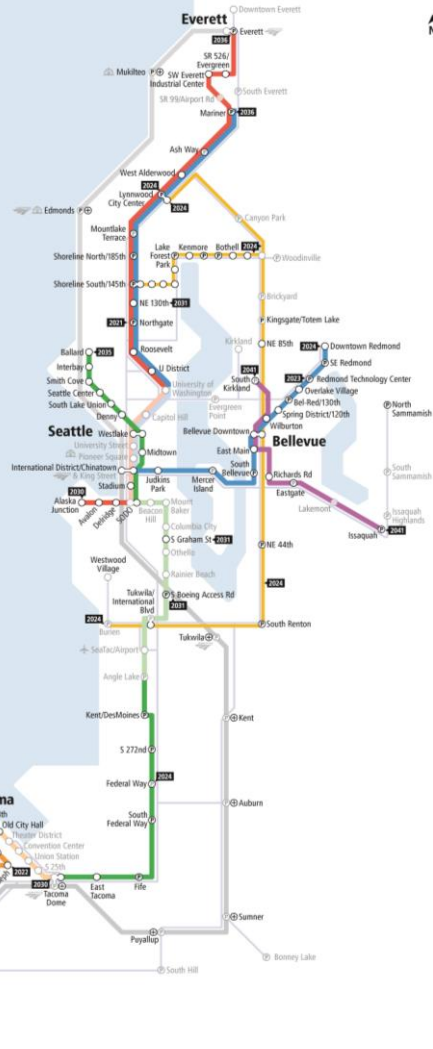 Downtown Everett
Everett
Everett
2036
SR 526/
Evergreen
Mukilteo
SW Everett
Industrial Center
SR 99/Airport Rd
South Everett
Mariner
2036
Ash Way
West Alderwood
2024
Lynnwood
City Center
2024
Edmonds
Canyon Park
Mountlake
Terrace
Lake
Forest
Park
Kenmore
Bothell
2024
Shoreline North/185th
Woodinville
Shoreline South/145th
NE 130th
2031
Brickyard
2021
Northgate
Kingsgate/Totem Lake
Ballard
2035
Roosevelt
Kirkland
NE 85th
2024
Downtown Redmond
Interbay
U District
2041
SE Redmond
Smith Cove
South
Kirkland
2023
Redmond Technology Center
Seattle Center
University of
Washington
Overlake Village
South Lake Union
Evergreen
Point
Bel-Red/130th
North
Sammamish
Denny
Capitol Hill
Spring District/120th
Seattle
Westlake
Wilburton
Bellevue Downtown
Bellevue
University Street
Pioneer Square
Midtown
East Main
International District/Chinatown
& King Street
Judkins
Park
Mercer
Island
South
Bellevue
Richards Rd
South
Sammamish
Stadium
Eastgate
2030
Alaska
Junction
Avalon
Delridge
SODO
Beacon
Hill
Mount
Baker
Lakemont
Issaquah
Highlands
Columbia City
Issaquah
2041
S Graham St
2031
NE 44th
Othello
Westwood
Village
Rainier Beach
2024
Tukwila/
International
Blvd
S Boeing Access Rd
2031
2024
Burien
South Renton
Tukwila
SeaTac/Airport
Angle Lake
Kent/DesMoines
Kent
S 272nd
2024
Federal Way
Auburn
South
Federal Way
ma
th
Old City Hall
Theater District
Convention Center
Union Station
S 25th
2022
2030
Tacoma
Dome
East
Tacoma
Fife
Sumner
Puyallup
Bonney Lake
South Hill